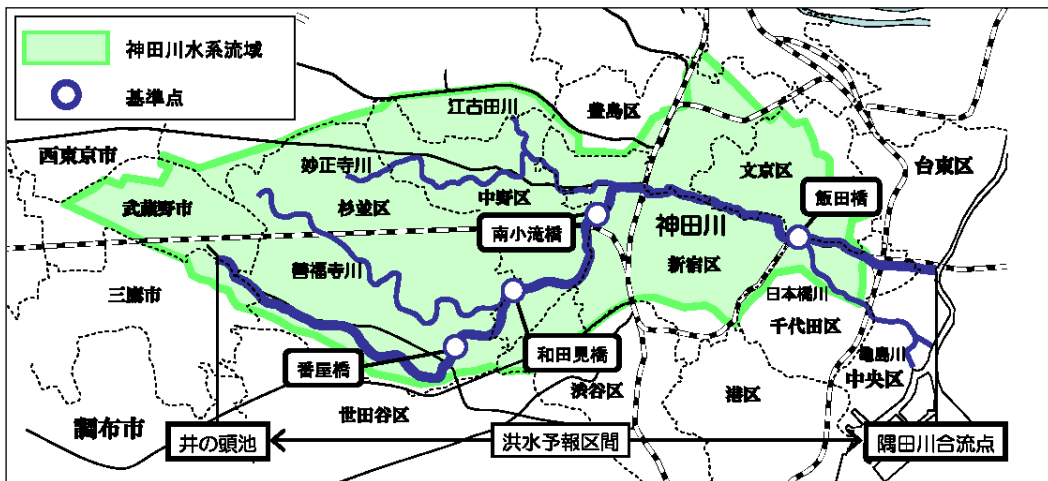 神田川水系流域
基準点
江古田川
豊島区
西東京市
妙正寺川
文京区
台東区
武蔵野市
杉並区
中野区
飯田橋
南小滝橋
神田川
善福寺川
新宿区
三鷹市
日本橋川
千代田区
番屋橋
和田見橋
亀島川
渋谷区
港区
中央区
世田谷区
調布市
井の頭池
洪水予報区間
隅田川合流点